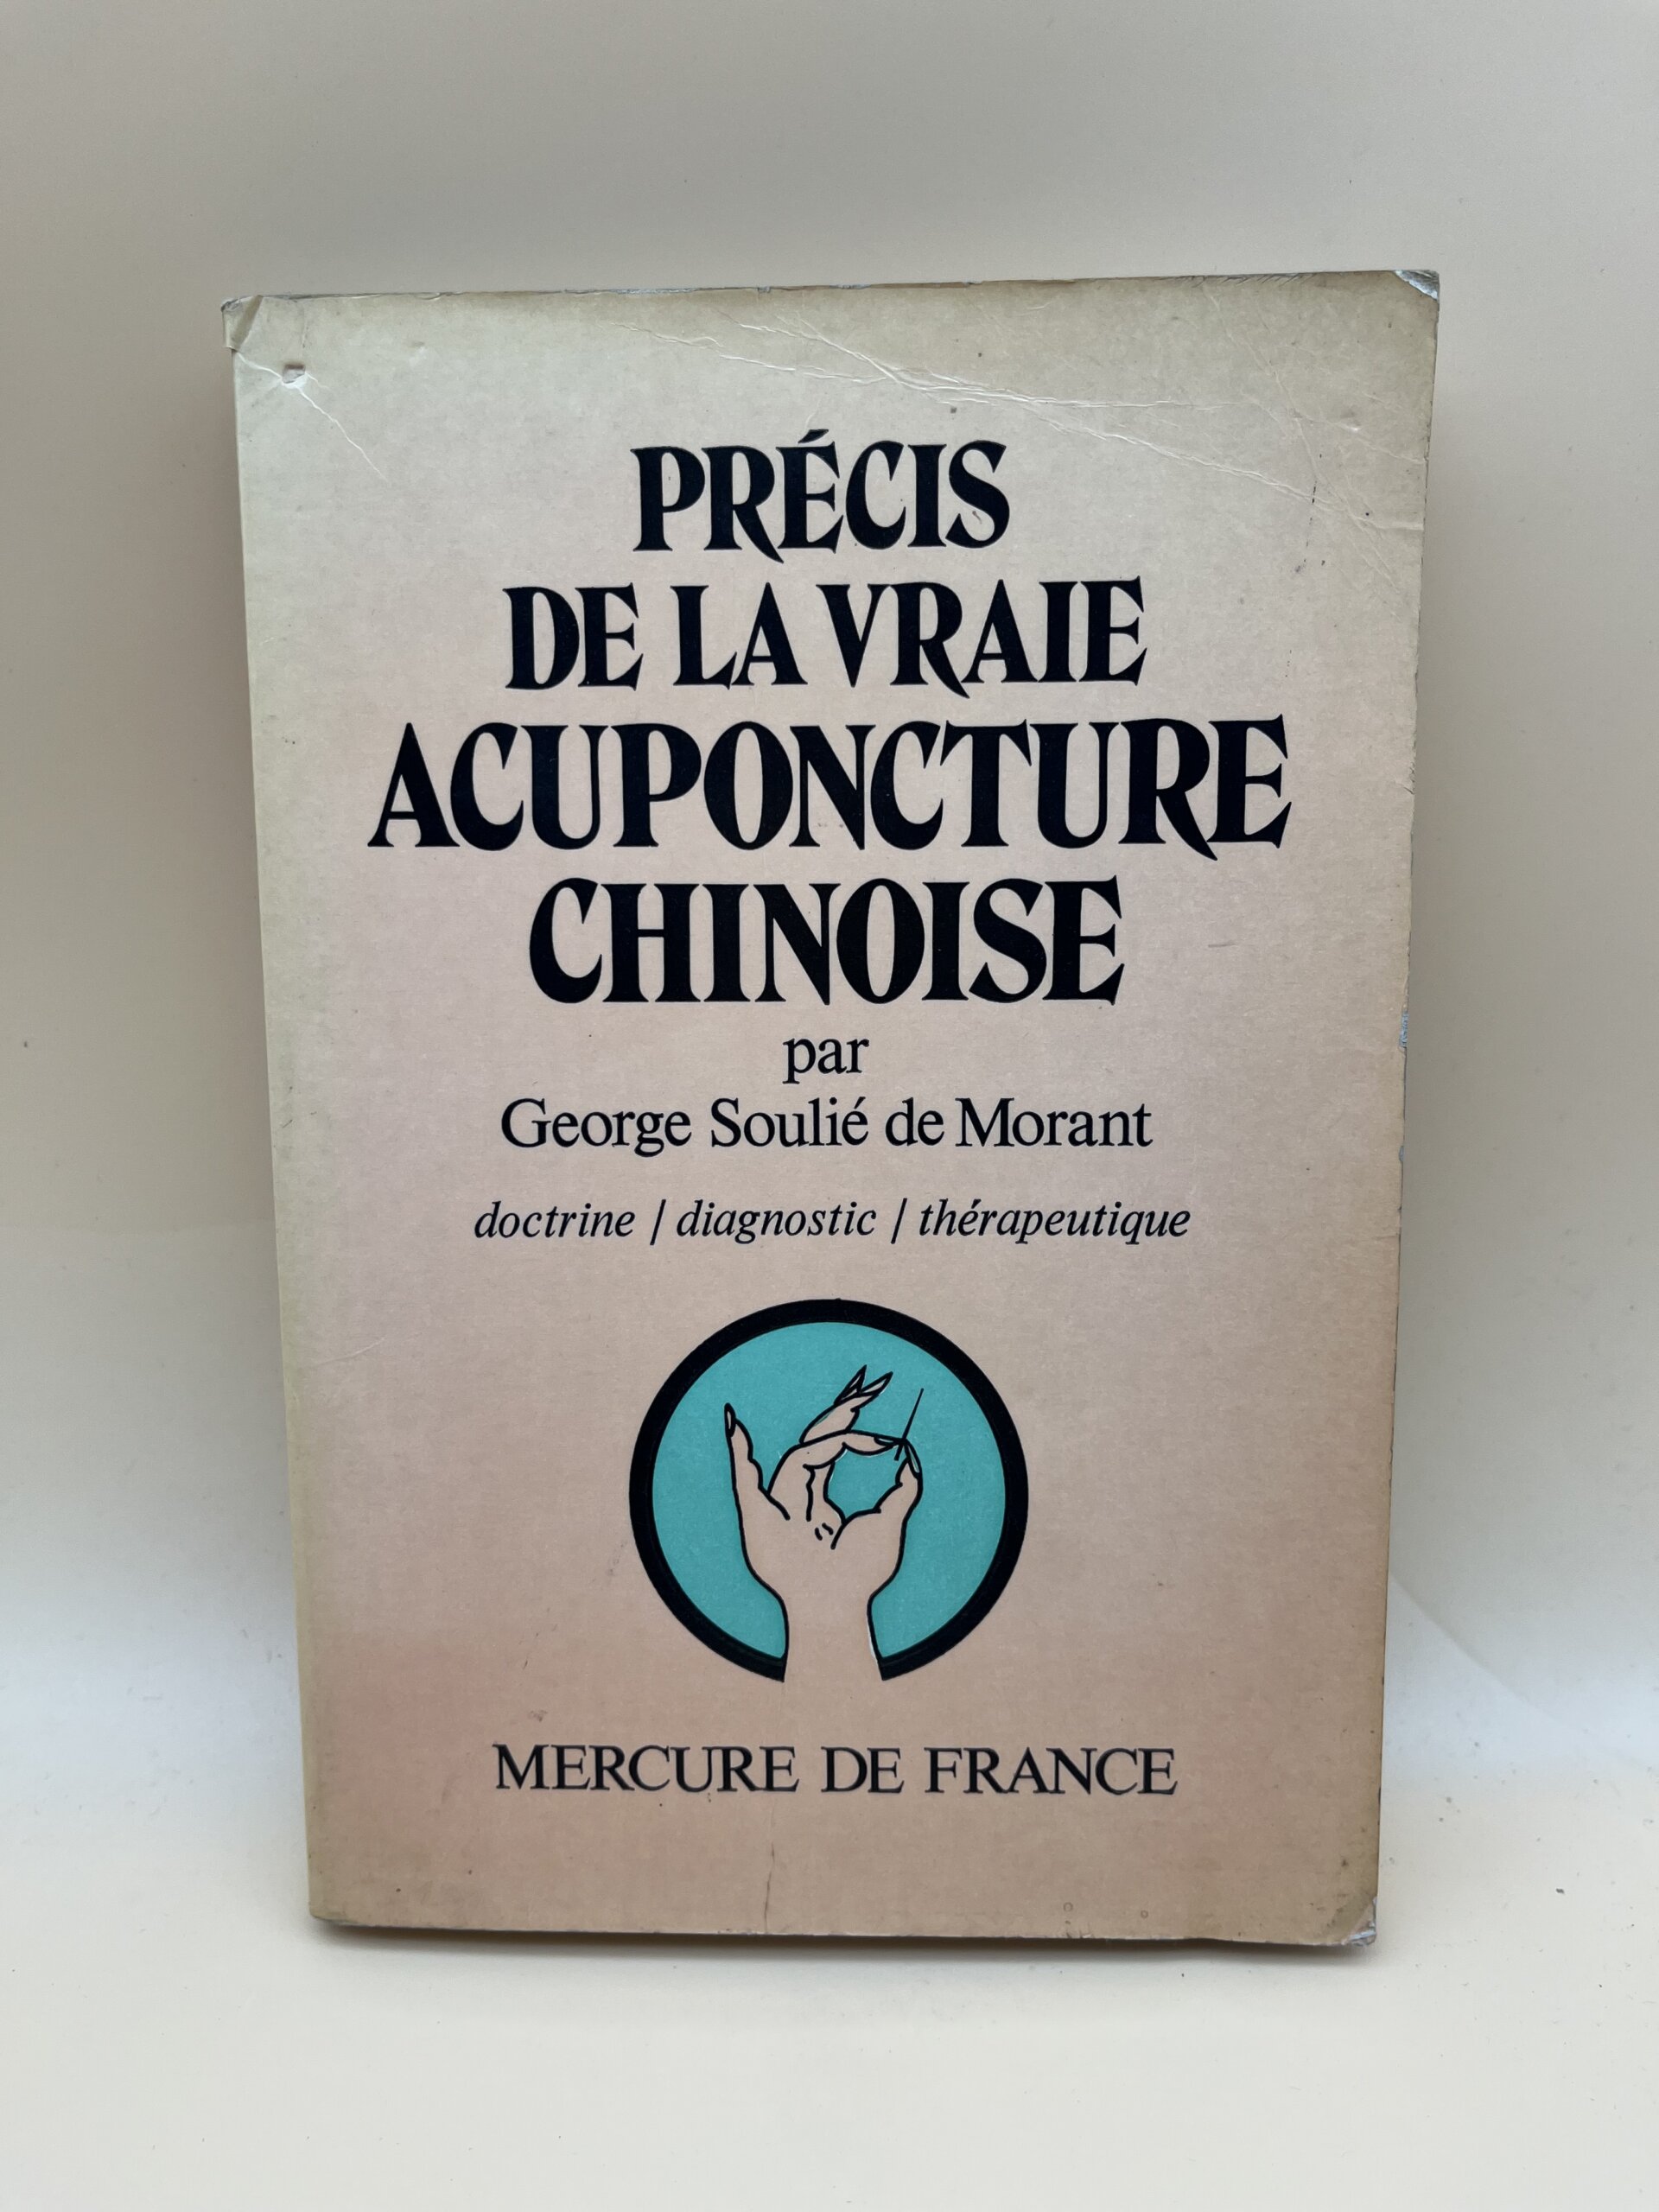 PRÉCIS
DE LA VRAIE
ACUPONCTURE
CHINOISE
par
George Soulié de Morant
doctrine / diagnostic / thérapeutique
MERCURE DE FRANCE